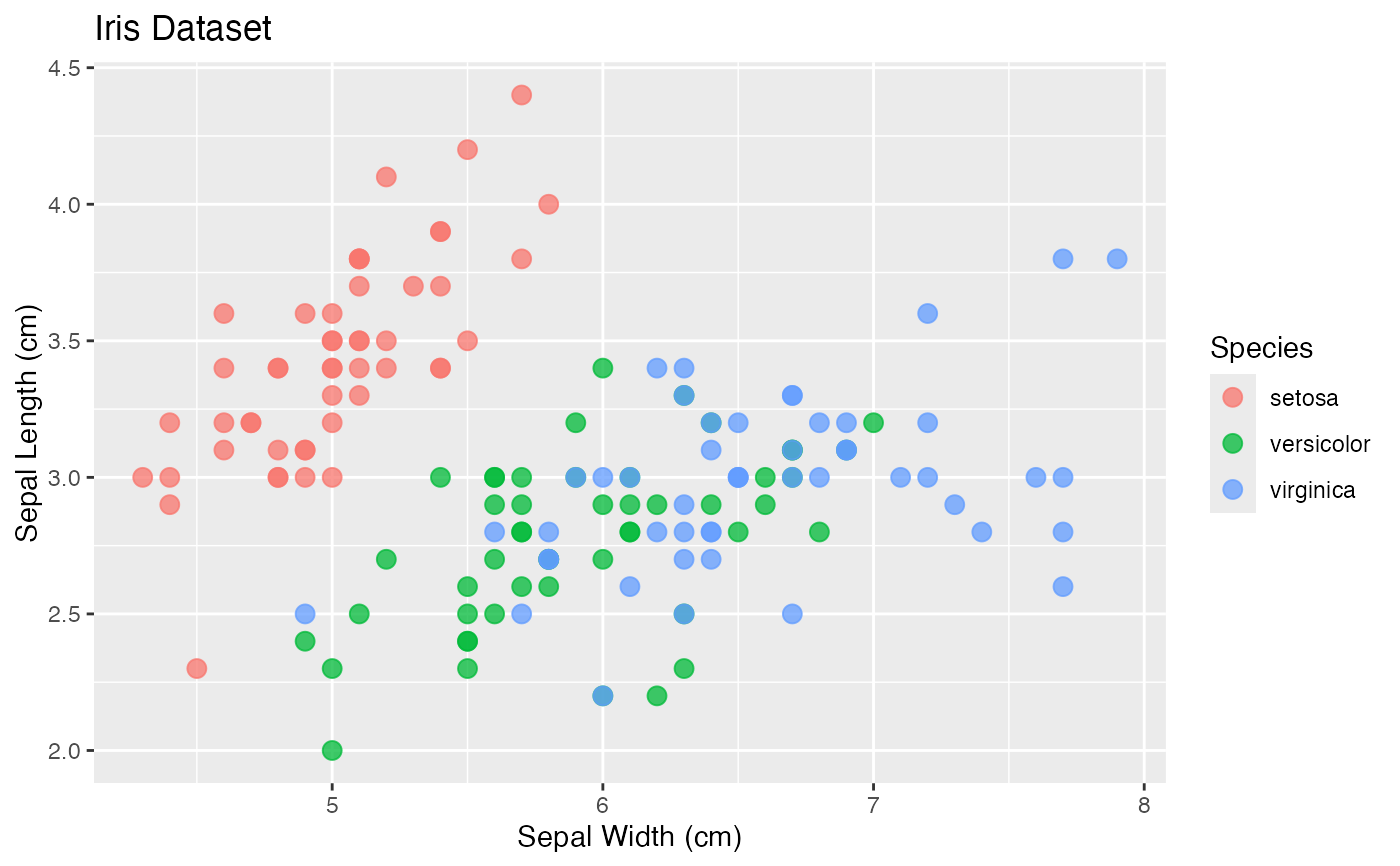 Iris Dataset
4.5
4.0
3.5
3.0
2.5
2.0
Sepal Length (cm)
5 6 7 8
Sepal Width (cm)
Species
setosa
versicolor
virginica